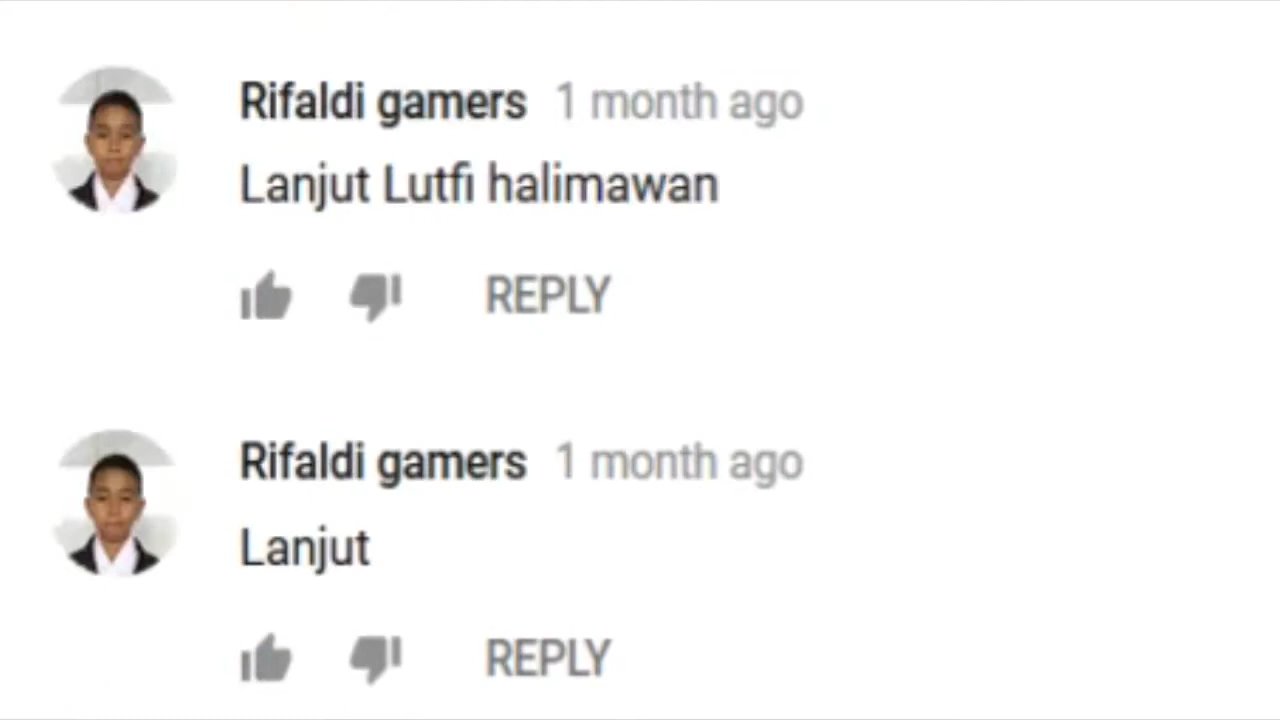 Rifaldi gamers 1 month ago
Lanjut Lutfi halimawan
REPLY
Rifaldi gamers 1 month ago
Lanjut
REPLY